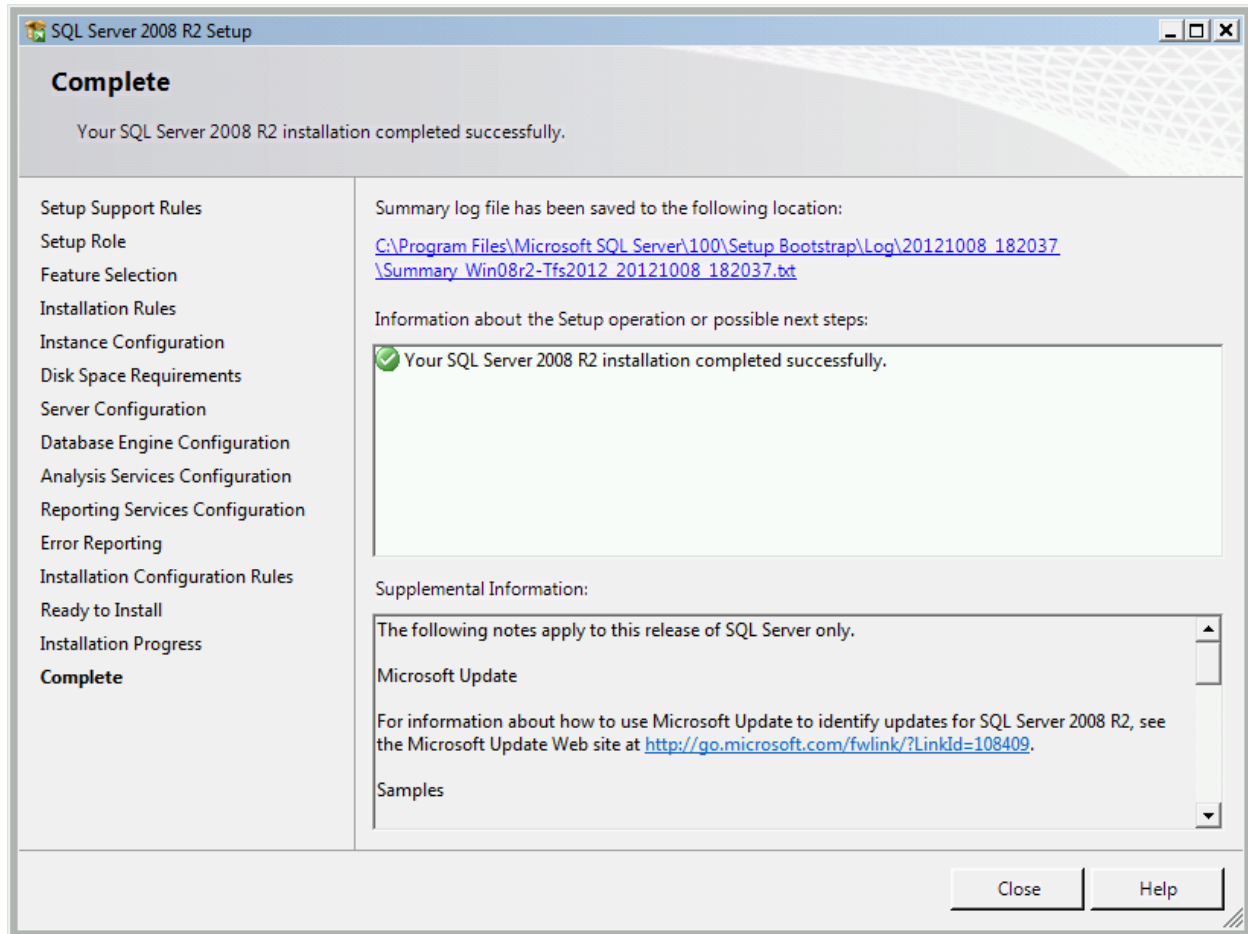 SQL Server 2008 R2 Setup
Complete
Your SQL Server 2008 R2 installation completed successfully.
Setup Support Rules
Setup Role
Feature Selection
Installation Rules
Instance Configuration
Disk Space Requirements
Server Configuration
Database Engine Configuration
Analysis Services Configuration
Reporting Services Configuration
Error Reporting
Installation Configuration Rules
Ready to Install
Installation Progress
Complete
Summary log file has been saved to the following location:
C:\Program Files\Microsoft SQL Server\100\Setup Bootstrap\Log\20121008_182037
\Summary_Win08r2-Tfs2012_20121008_182037.txt
Information about the Setup operation or possible next steps:
Your SQL Server 2008 R2 installation completed successfully.
Supplemental Information:
The following notes apply to this release of SQL Server only.
Microsoft Update
For information about how to use Microsoft Update to identify updates for SQL Server 2008 R2, see
the Microsoft Update Web site at http://go.microsoft.com/fwlink/?LinkId=108409.
Samples
Close
Help